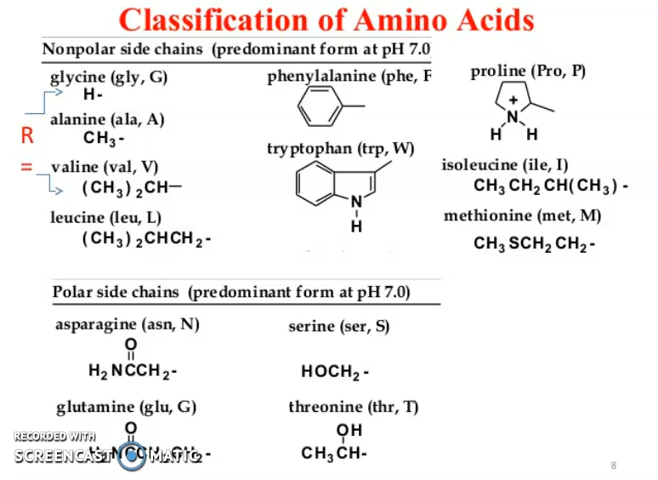 Classification of Amino Acids
Nonpolar side chains (predominant form at pH 7.0
glycine (gly, G)
H-
alanine (ala, A)
CH3-
R
=
valine (val, V)
(CH3)2CH—
leucine (leu, L)
(CH3)2CHCH2-
phenylalanine (phe, F
tryptophan (trp, W)
N
H
proline (Pro, P)
+
N
H H
isoleucine (ile, I)
CH3CH2CH(CH3)-
methionine (met, M)
CH3SCH2CH2-
Polar side chains (predominant form at pH 7.0)
asparagine (asn, N)
O
H2NCCH2-
glutamine (glu, G)
O
serine (ser, S)
HOCH2-
threonine (thr, T)
OH
CH3CH-
RECORDED WITH
SCREENCAST MATIC
8